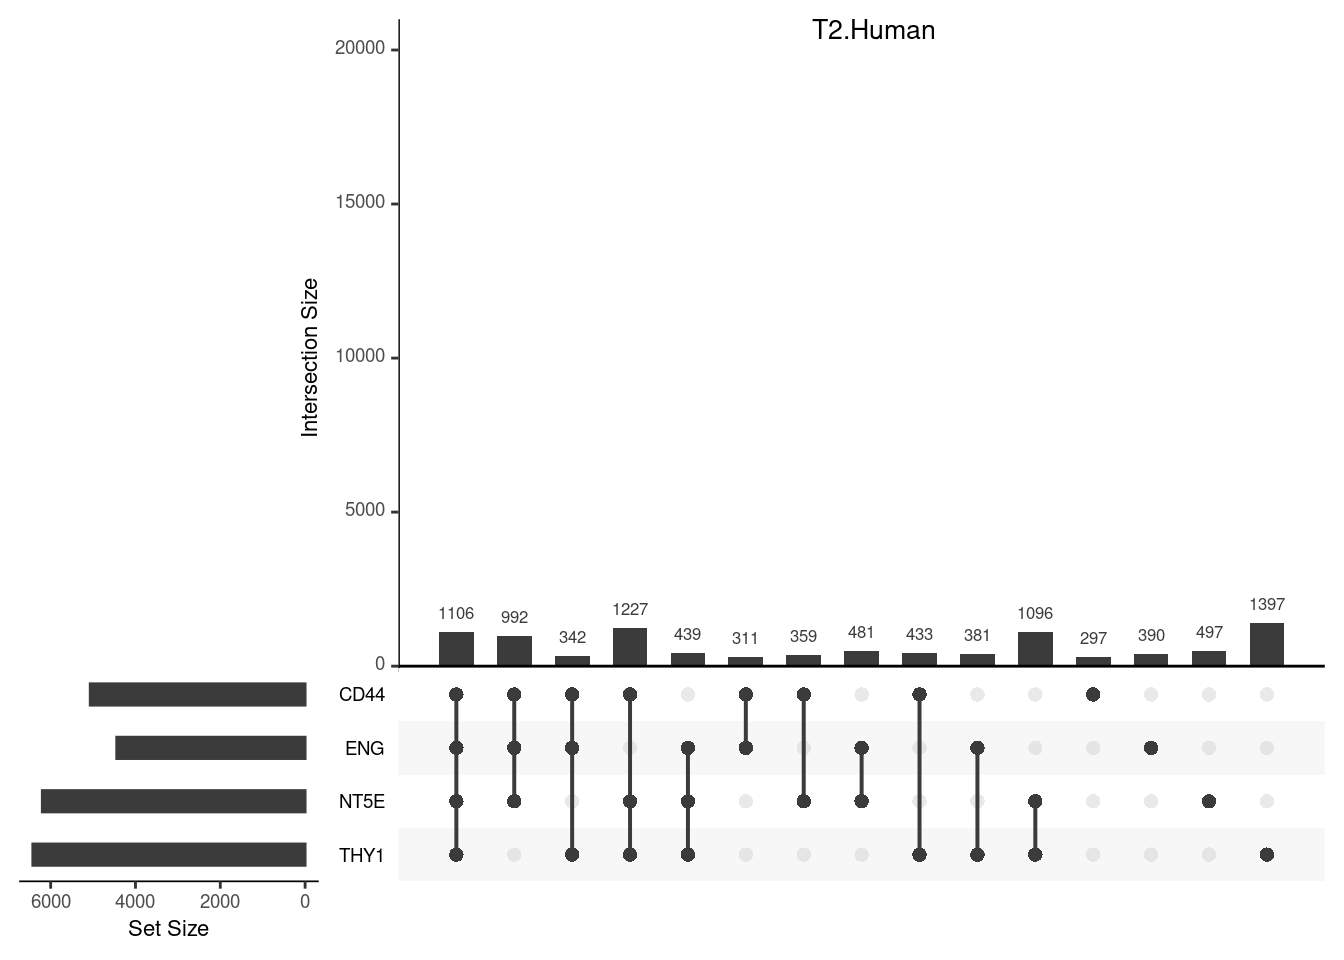 T2.Human
20000
15000
10000
5000
0
Intersection Size
1106 992 342 1227 439 311 359 481 433 381 1096 297 390 497 1397
CD44
ENG
NT5E
THY1
6000 4000 2000 0
Set Size